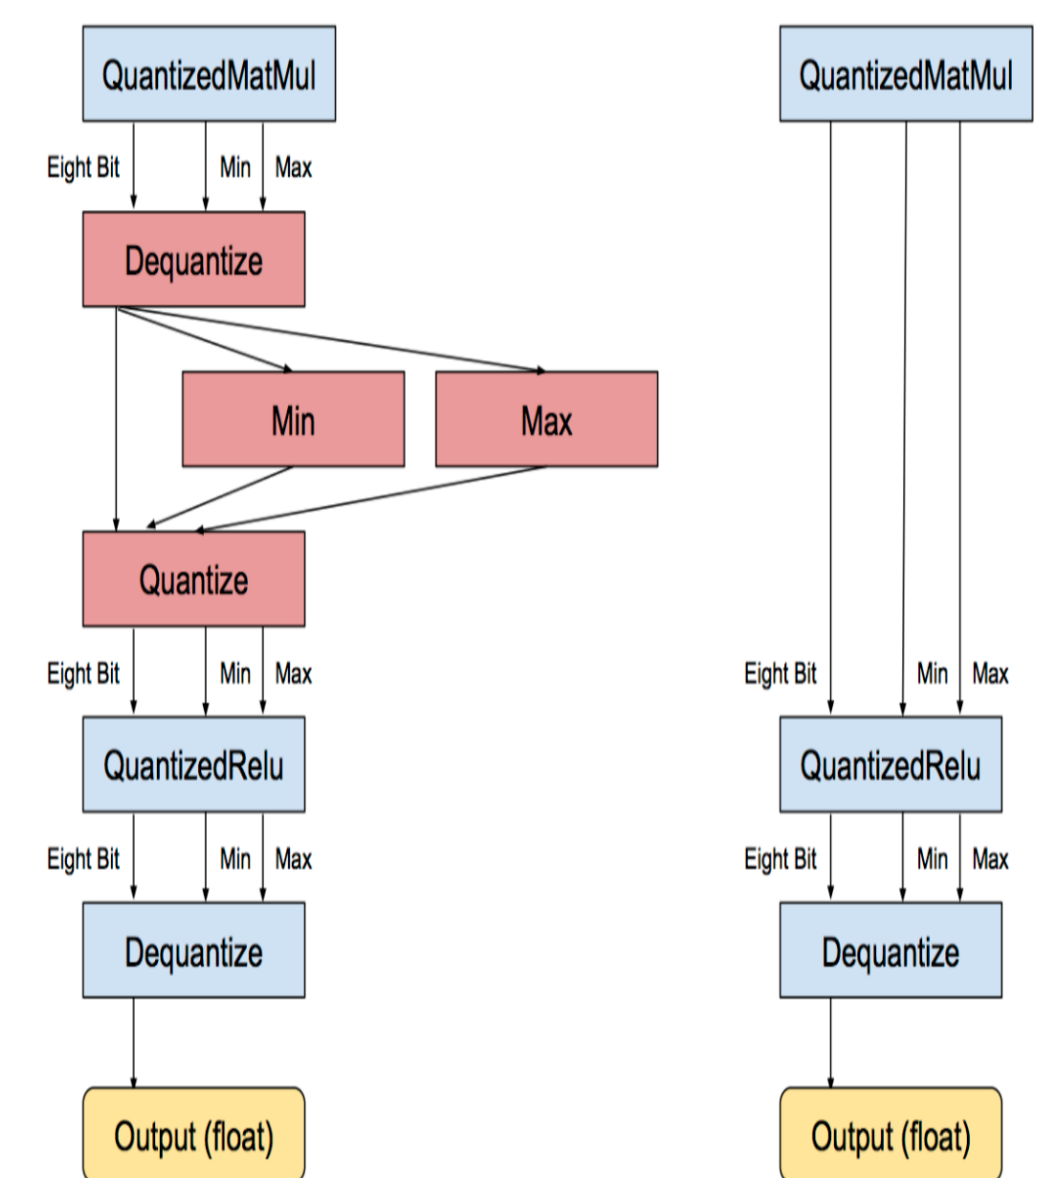 QuantizedMatMul
Eight Bit
Min
Max
Dequantize
Min
Max
Quantize
Eight Bit
Min
Max
QuantizedRelu
Eight Bit
Min
Max
Dequantize
Output (float)
QuantizedMatMul
Eight Bit
Min
Max
QuantizedRelu
Eight Bit
Min
Max
Dequantize
Output (float)